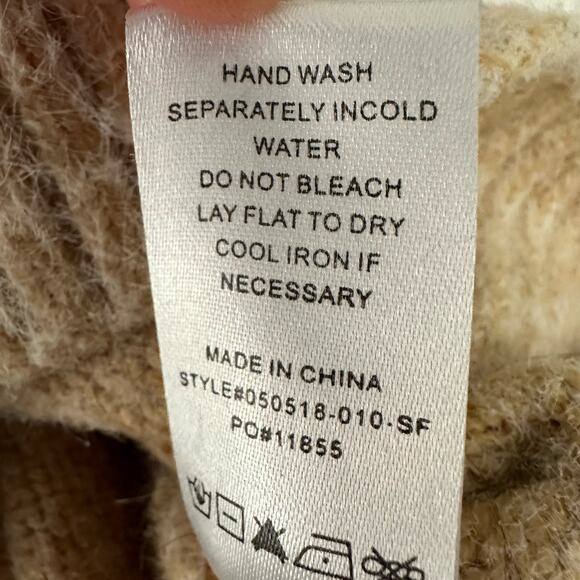 HAND WASH
SEPARATELY INCOLD
WATER
DO NOT BLEACH
LAY FLAT TO DRY
COOL IRON IF
NECESSARY
MADE IN CHINA
STYLE#050518-010-SF
PO#11855